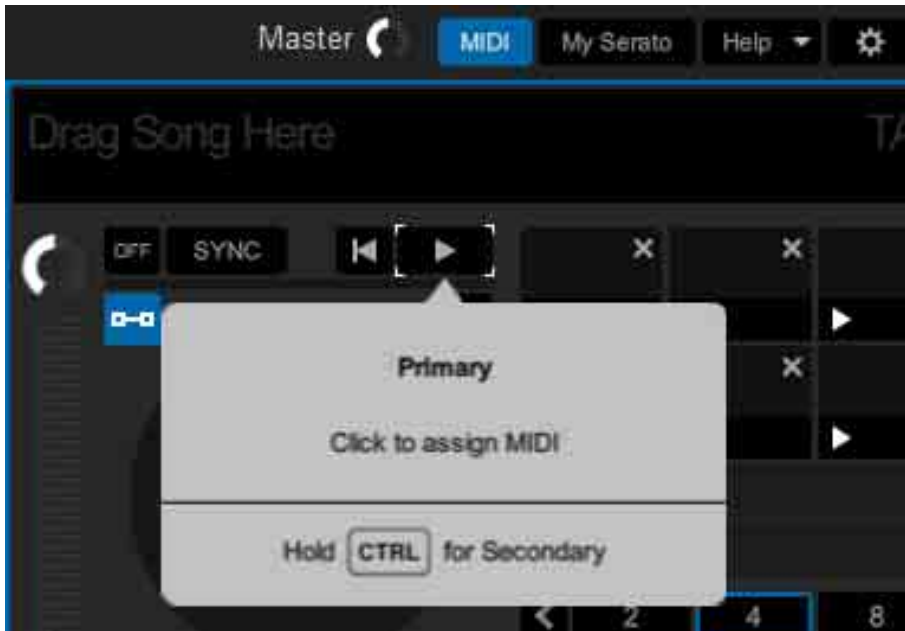 Master MIDI My Serato Help
Drag Song Here TA
OFF SYNC
Primary
Click to assign MIDI
Hold CTRL for Secondary
2 4 8